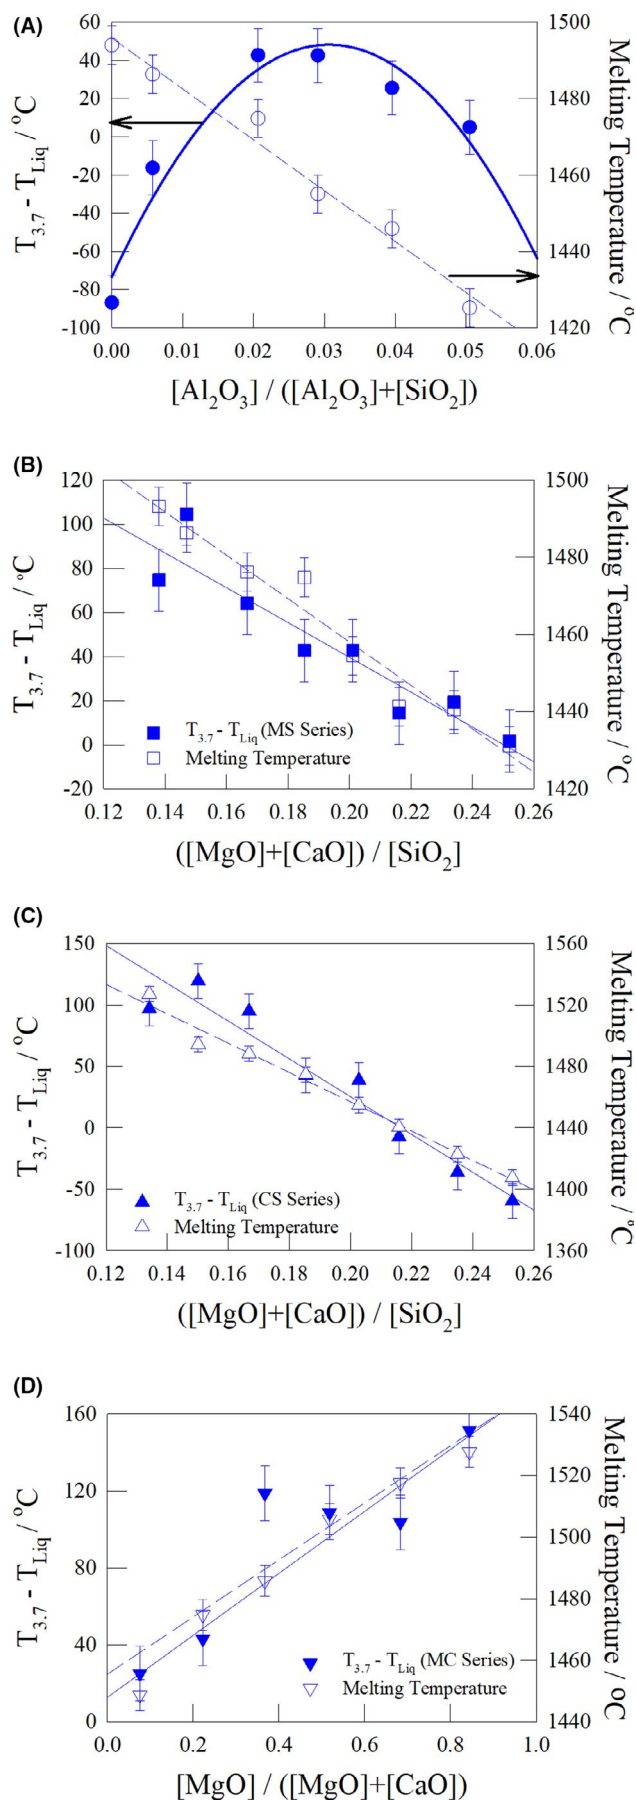 (A)
60
40
20
0
-20
-40
-60
-80
-100
T3.7 - TLiq / °C
1500
1480
1460
1440
1420
Melting Temperature / °C
0.00 0.01 0.02 0.03 0.04 0.05 0.06
[Al2O3] / ([Al2O3]+[SiO2])
(B)
120
100
80
60
40
20
0
-20
T3.7 - TLiq / °C
1500
1480
1460
1440
1420
Melting Temperature / °C
T3.7 - TLiq (MS Series)
Melting Temperature
0.12 0.14 0.16 0.18 0.20 0.22 0.24 0.26
([MgO]+[CaO]) / [SiO2]
(C)
150
100
50
0
-50
-100
T3.7 - TLiq / °C
1560
1520
1480
1440
1400
1360
Melting Temperature / °C
T3.7 - TLiq (CS Series)
Melting Temperature
0.12 0.14 0.16 0.18 0.20 0.22 0.24 0.26
([MgO]+[CaO]) / [SiO2]
(D)
160
120
80
40
0
T3.7 - TLiq / °C
1540
1520
1500
1480
1460
1440
Melting Temperature / °C
T3.7 - TLiq (MC Series)
Melting Temperature
0.0 0.2 0.4 0.6 0.8 1.0
[MgO] / ([MgO]+[CaO])